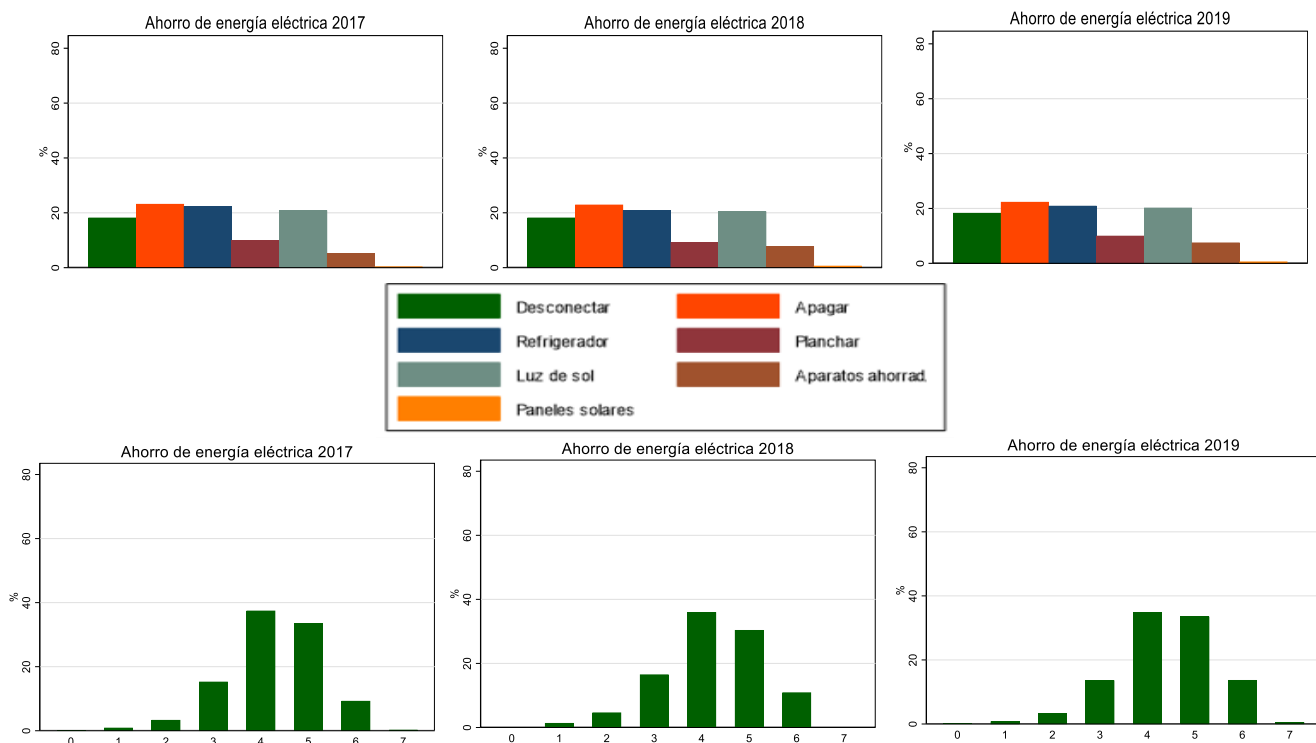 Ahorro de energía eléctrica 2017
80
60
40
20
0
%
Ahorro de energía eléctrica 2018
80
60
40
20
0
%
Ahorro de energía eléctrica 2019
80
60
40
20
0
%
Desconectar Apagar
Refrigerador Planchar
Luz de sol Aparatos ahorrad.
Paneles solares
Ahorro de energía eléctrica 2017
80
60
40
20
0
%
0 1 2 3 4 5 6 7
Ahorro de energía eléctrica 2018
80
60
40
20
0
%
0 1 2 3 4 5 6 7
Ahorro de energía eléctrica 2019
80
60
40
20
0
%
0 1 2 3 4 5 6 7